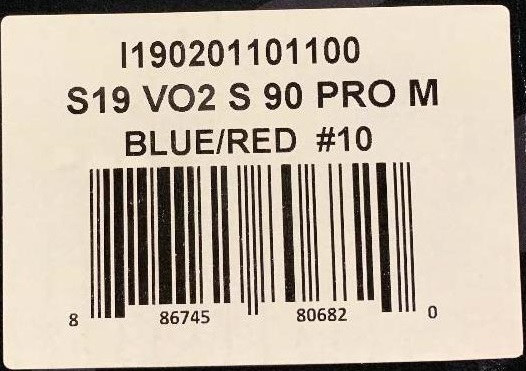 I190201101100
S19 VO2 S 90 PRO M
BLUE/RED #10
8 86745 80682 0